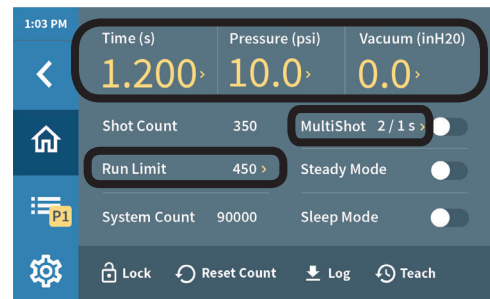 1:03 PM
Time (s) Pressure (psi) Vacuum (inH20)
1.200 › 10.0 › 0.0 ›
Shot Count 350 MultiShot 2 / 1 s ›
Run Limit 450 › Steady Mode
P1
System Count 90000 Sleep Mode
Lock Reset Count Log Teach